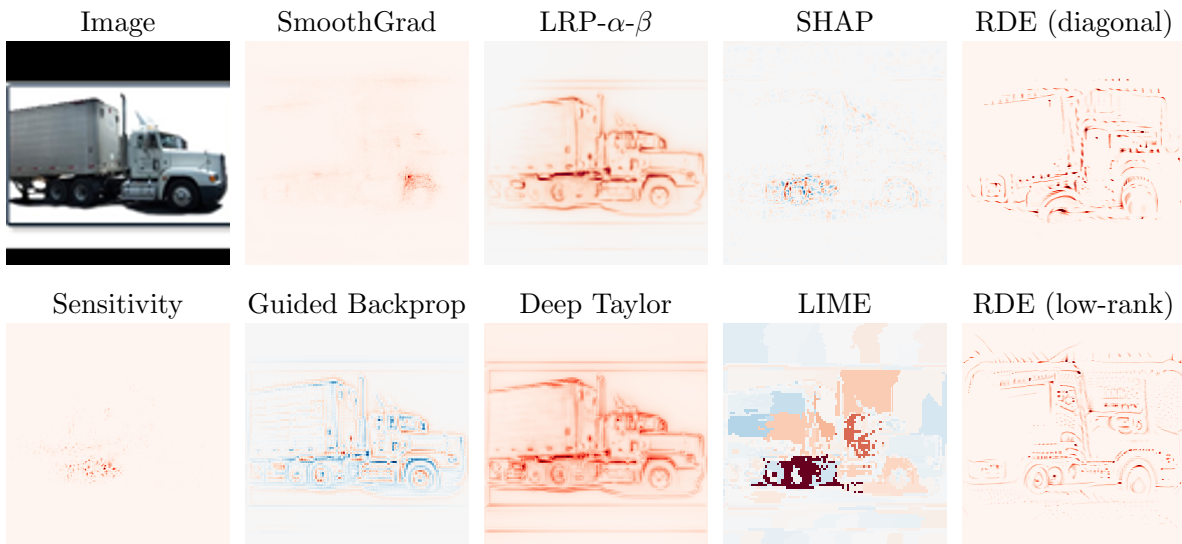 Image SmoothGrad LRP-α-β SHAP RDE (diagonal)
Sensitivity Guided Backprop Deep Taylor LIME RDE (low-rank)